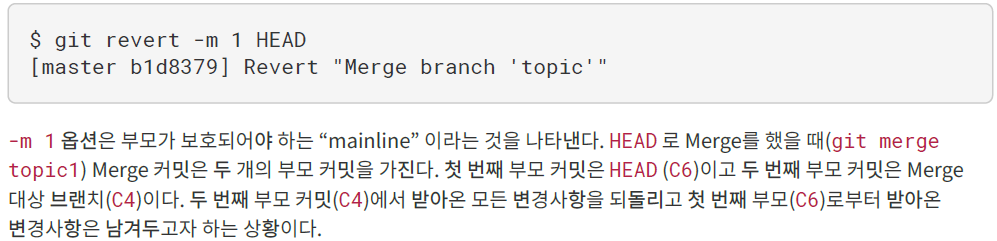 $ git revert -m 1 HEAD
[master b1d8379] Revert "Merge branch 'topic'"
-m 1 옵션은 부모가 보호되어야 하는 “mainline” 이라는 것을 나타낸다. HEAD 로 Merge를 했을 때(git merge
topic1) Merge 커밋은 두 개의 부모 커밋을 가진다. 첫 번째 부모 커밋은 HEAD (C6)이고 두 번째 부모 커밋은 Merge
대상 브랜치(C4)이다. 두 번째 부모 커밋(C4)에서 받아온 모든 변경사항을 되돌리고 첫 번째 부모(C6)로부터 받아온
변경사항은 남겨두고자 하는 상황이다.